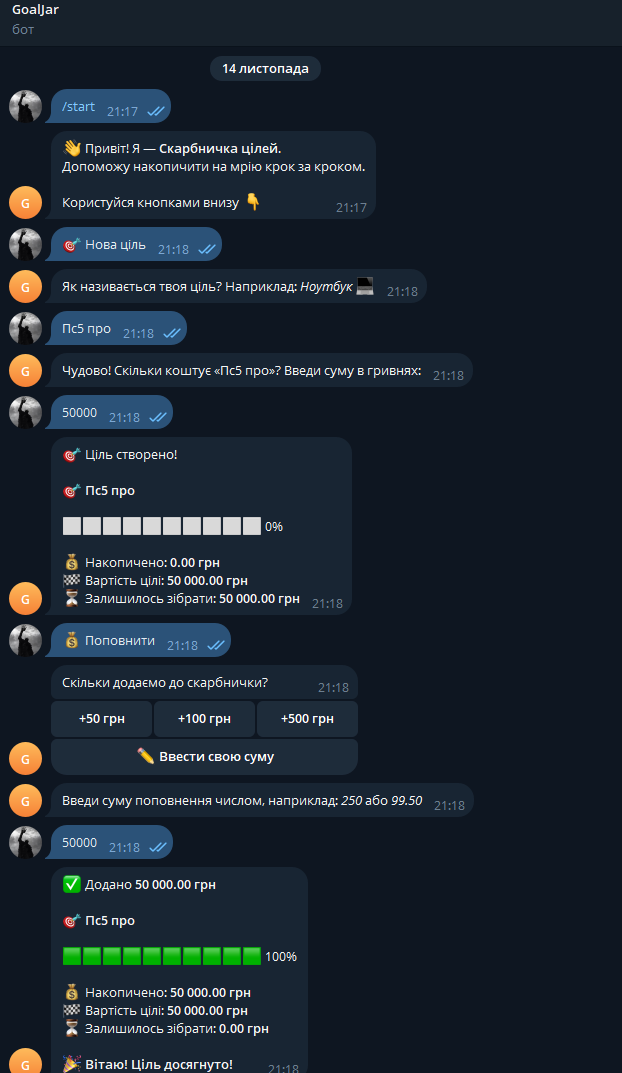 GoalJar
бот
14 листопада
/start 21:17
👋 Привіт! Я — Скарбничка цілей.
Допоможу накопичити на мрію крок за кроком.
Користуйся кнопками внизу 👇 21:17
G
🎯 Нова ціль 21:18
Як називається твоя ціль? Наприклад: Ноутбук 💻 21:18
G
Пс5 про 21:18
Чудово! Скільки коштує «Пс5 про»? Введи суму в гривнях: 21:18
G
50000 21:18
🎯 Ціль створено!
🎯 Пс5 про
⬜⬜⬜⬜⬜⬜⬜⬜⬜⬜ 0%
💰 Накопичено: 0.00 грн
🏁 Вартість цілі: 50 000.00 грн
⏳ Залишилось зібрати: 50 000.00 грн 21:18
G
💰 Поповнити 21:18
Скільки додаємо до скарбнички? 21:18
+50 грн +100 грн +500 грн
✏️ Ввести свою суму
G
Введи суму поповнення числом, наприклад: 250 або 99.50 21:18
G
50000 21:18
✅ Додано 50 000.00 грн
🎯 Пс5 про
🟩🟩🟩🟩🟩🟩🟩🟩🟩🟩 100%
💰 Накопичено: 50 000.00 грн
🏁 Вартість цілі: 50 000.00 грн
⏳ Залишилось зібрати: 0.00 грн
🎉 Вітаю! Ціль досягнуто! 21:18
G